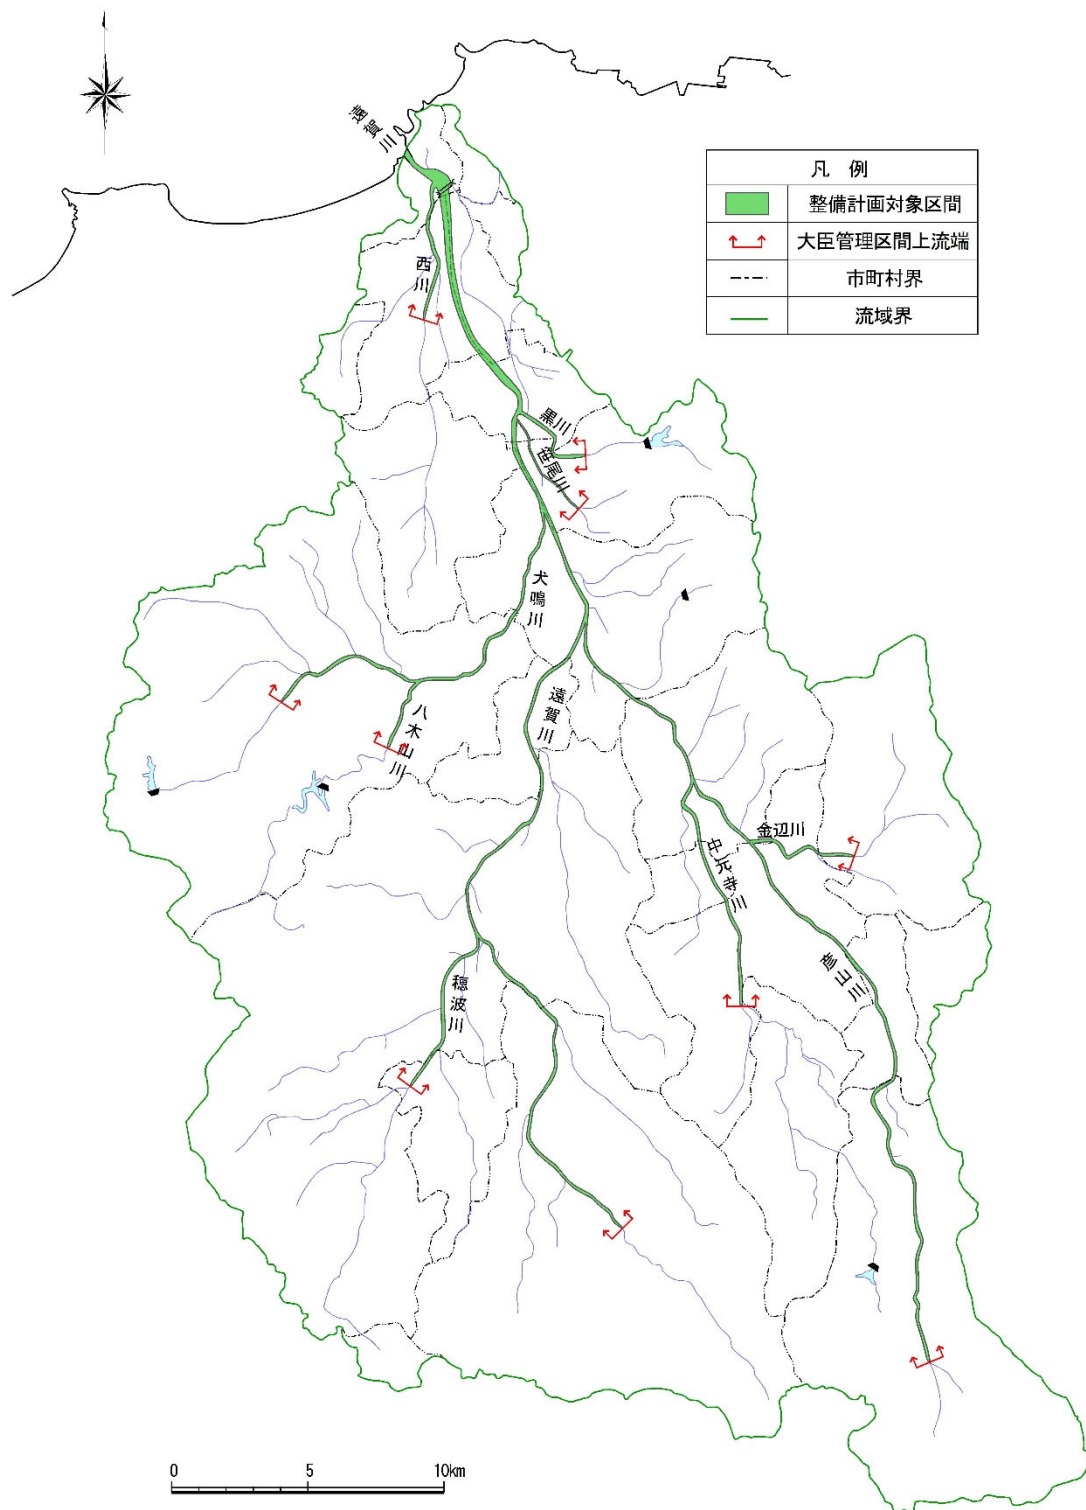 遠賀川
凡 例
整備計画対象区間
大臣管理区間上流端
市町村界
流域界
西川
黒川
笹尾川
犬鳴川
遠賀川
八木山川
金辺川
中元寺川
彦山川
穂波川
0 5 10km